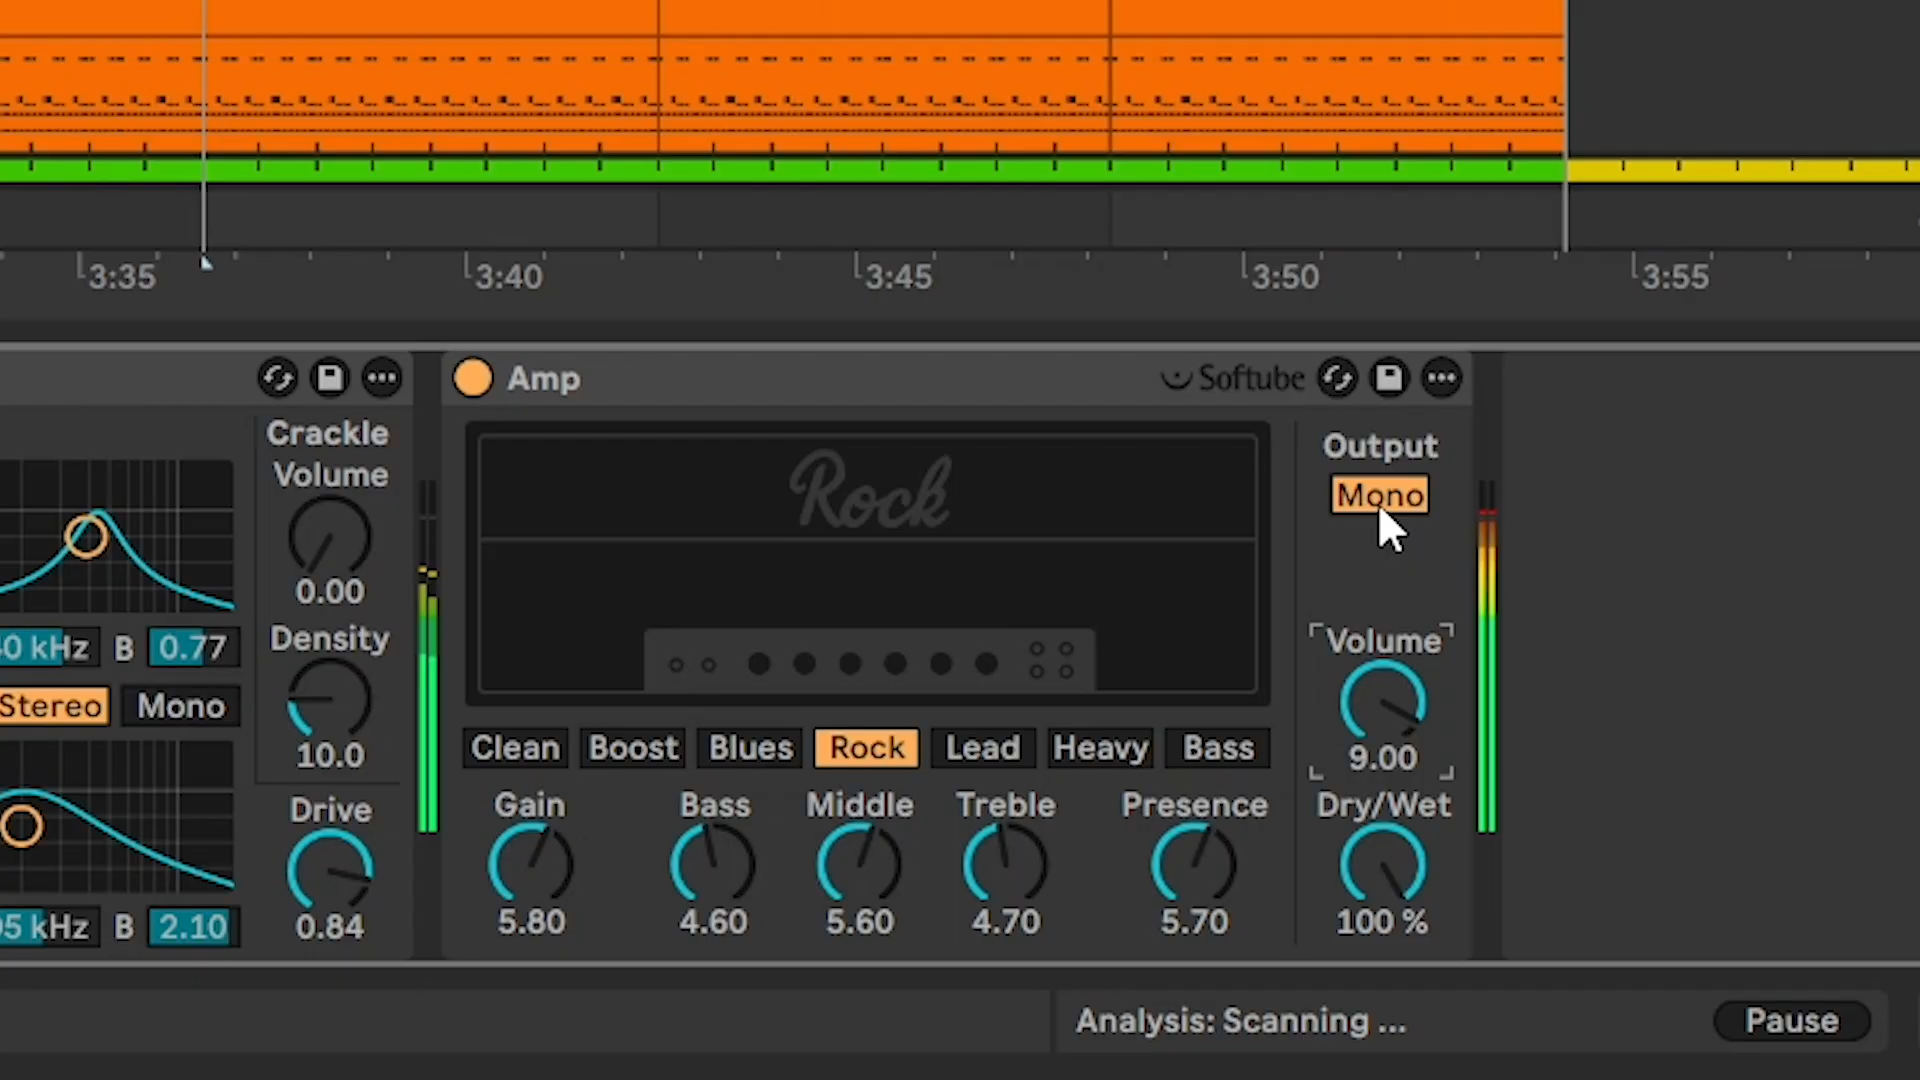 3:35 3:40 3:45 3:50 3:55
Amp
Softube
Crackle
Volume
0.00
Density
10.0
Drive
0.84
0 kHz B 0.77
Stereo Mono
5 kHz B 2.10
Rock
Clean Boost Blues Rock Lead Heavy Bass
Gain Bass Middle Treble Presence
5.80 4.60 5.60 4.70 5.70
Output
Mono
Volume
9.00
Dry/Wet
100 %
Analysis: Scanning ...
Pause